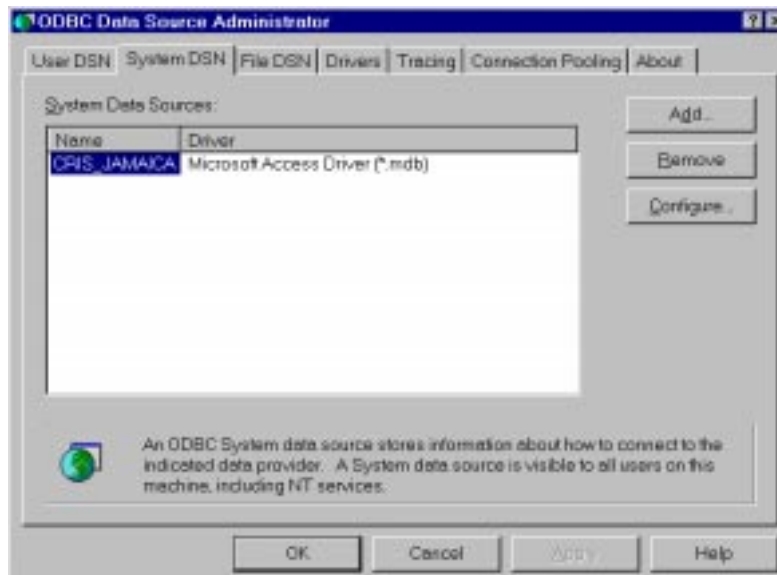 ODBC Data Source Administrator
User DSN System DSN File DSN Drivers Tracing Connection Pooling About
System Data Sources:
Name Driver
CRIS_JAMAICA Microsoft Access Driver (*.mdb)
Add...
Remove
Configure...
An ODBC System data source stores information about how to connect to the
indicated data provider. A System data source is visible to all users on this
machine, including NT services.
OK Cancel Apply Help